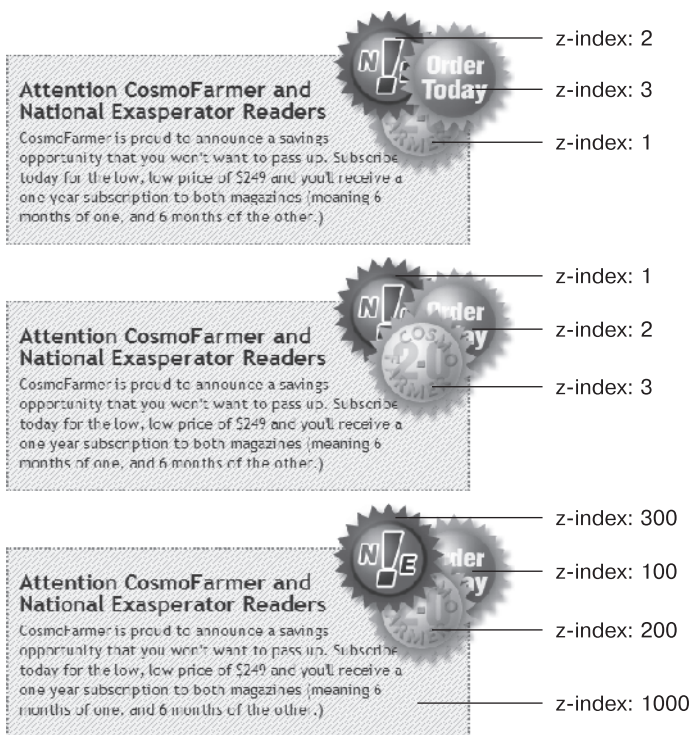 N!
Order
Today
z-index: 2
z-index: 3
z-index: 1
Attention CosmoFarmer and
National Exasperator Readers
CosmoFarmer is proud to announce a savings
opportunity that you won't want to pass up. Subscribe
today for the low, low price of $249 and you'll receive a
one year subscription to both magazines (meaning 6
months of one, and 6 months of the other.)
N!
Order
COSMO
2.0
FARMER
z-index: 1
z-index: 2
z-index: 3
Attention CosmoFarmer and
National Exasperator Readers
CosmoFarmer is proud to announce a savings
opportunity that you won't want to pass up. Subscribe
today for the low, low price of $249 and you'll receive a
one year subscription to both magazines (meaning 6
months of one, and 6 months of the other.)
N!E
z-index: 300
z-index: 100
z-index: 200
Attention CosmoFarmer and
National Exasperator Readers
CosmoFarmer is proud to announce a savings
opportunity that you won't want to pass up. Subscribe
today for the low, low price of $249 and you'll receive a
one year subscription to both magazines (meaning 6
months of one, and 6 months of the other.)
z-index: 1000